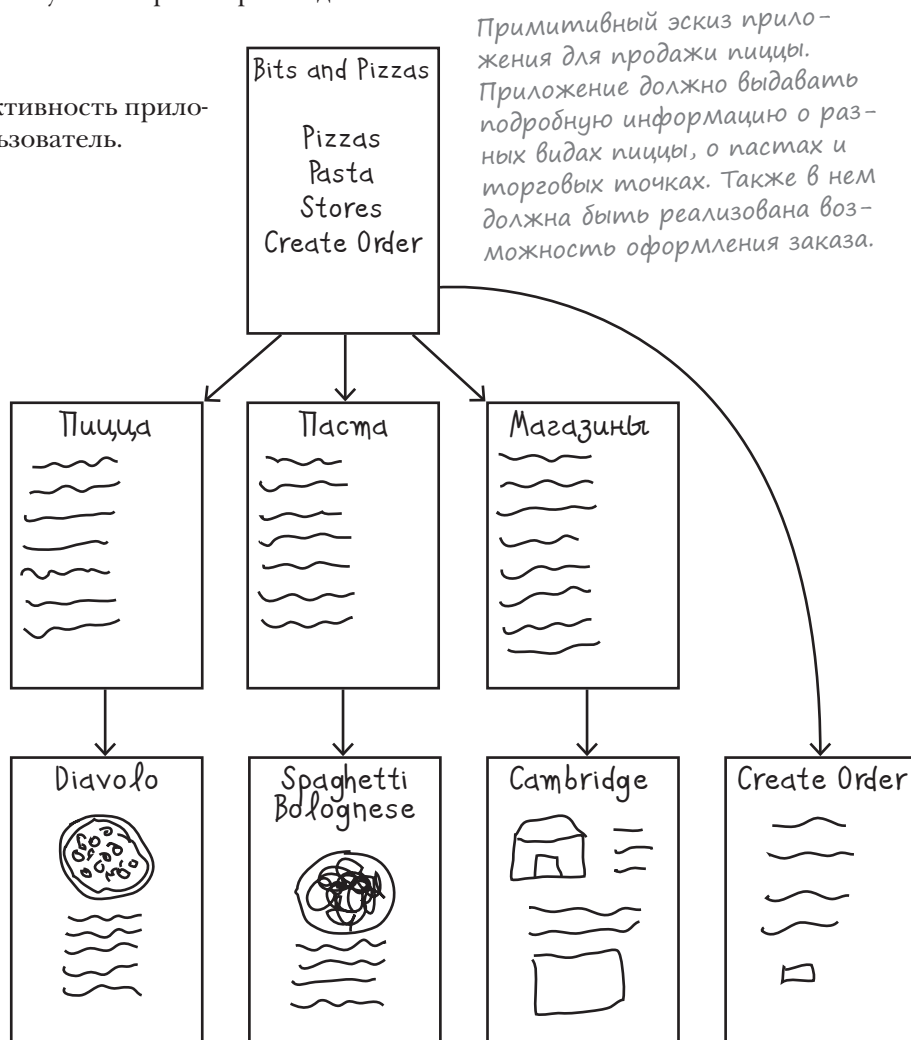 Примитивный эскиз прило-
жения для продажи пиццы.
Приложение должно выдавать
подробную информацию о раз-
ных видах пиццы, о пастах и
торговых точках. Также в нем
должна быть реализована воз-
можность оформления заказа.
ктивность прило-
ьзователь.
Bits and Pizzas
Pizzas
Pasta
Stores
Create Order
Пицца
Паста
Магазины
Diavolo
Spaghetti
Bolognese
Cambridge
Create Order